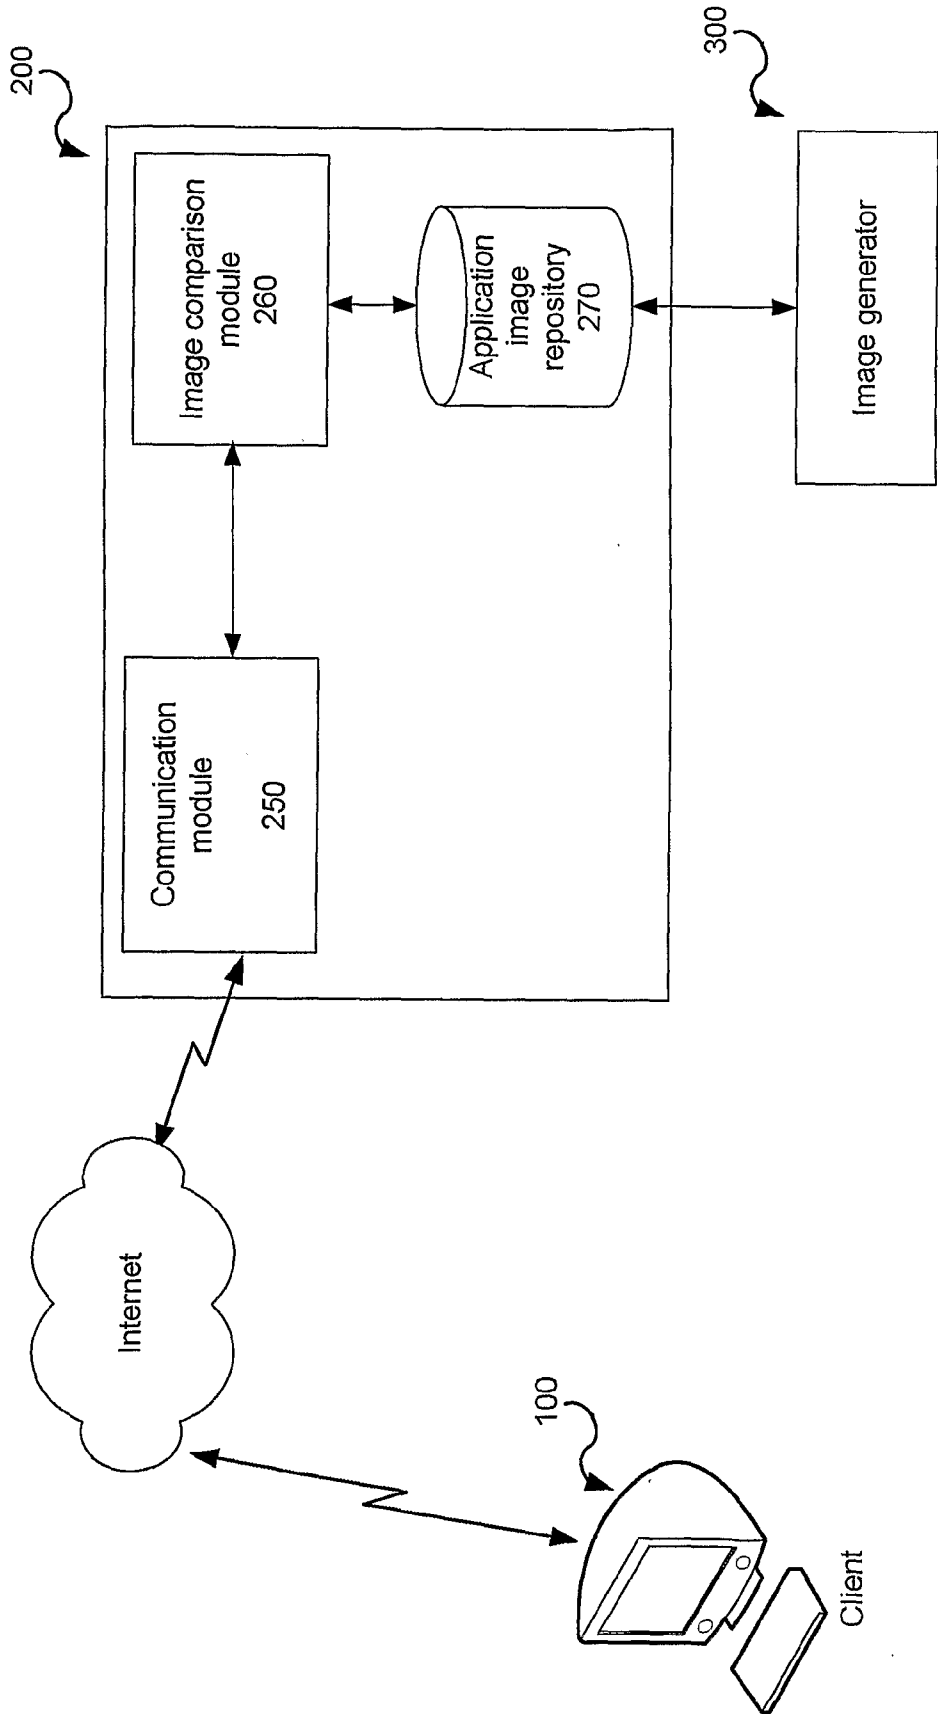 200
Image comparison
module
260
Communication
module
250
Application
image
repository
270
Internet
300
Image generator
100
Client